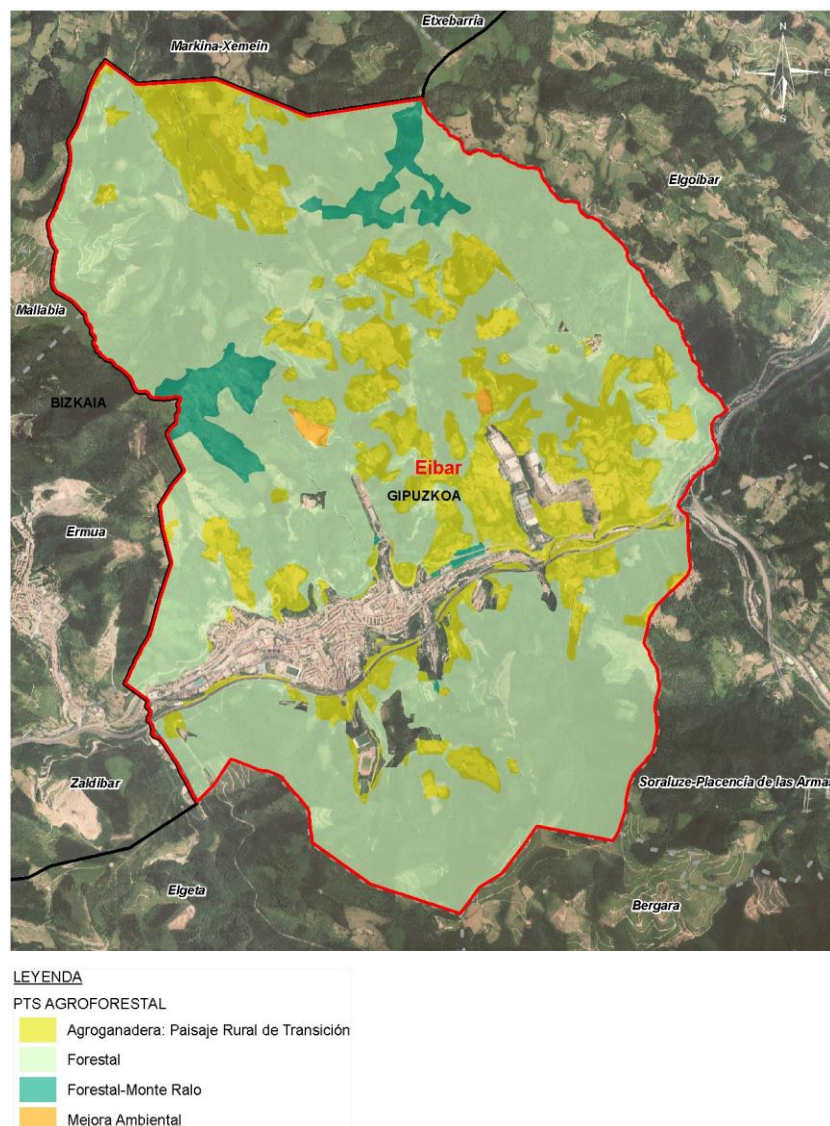 Etxebarria
Markina-Xemein
N
W
E
S
Elgoibar
Mallabia
BIZKAIA
Eibar
GIPUZKOA
Ermua
Zaldibar
Soraluze-Placencia de las Armas
Elgeta
Bergara
LEYENDA
PTS AGROFORESTAL
Agroganadera: Paisaje Rural de Transición
Forestal
Forestal-Monte Ralo
Mejora Ambiental